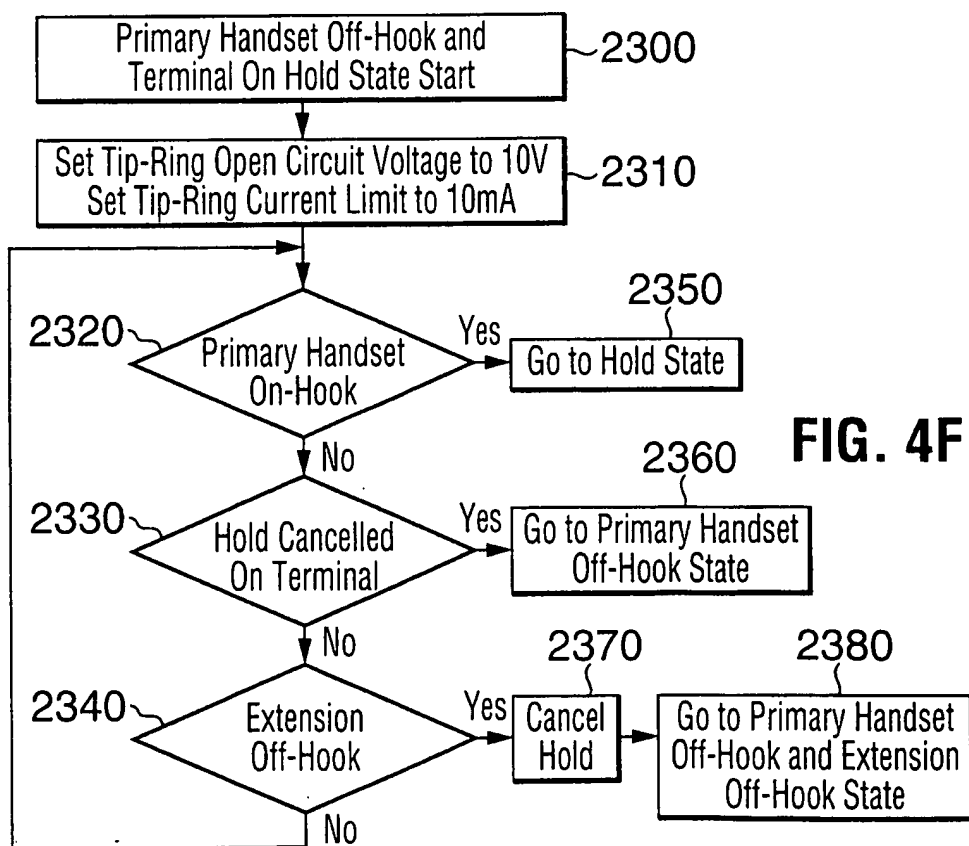 Primary Handset Off-Hook and
Terminal On Hold State Start
2300
Set Tip-Ring Open Circuit Voltage to 10V
Set Tip-Ring Current Limit to 10mA
2310
2320
Primary Handset
On-Hook
Yes
2350
Go to Hold State
No
FIG. 4F
2330
Hold Cancelled
On Terminal
Yes
2360
Go to Primary Handset
Off-Hook State
No
2340
Extension
Off-Hook
Yes
2370
Cancel
Hold
2380
Go to Primary Handset
Off-Hook and Extension
Off-Hook State
No